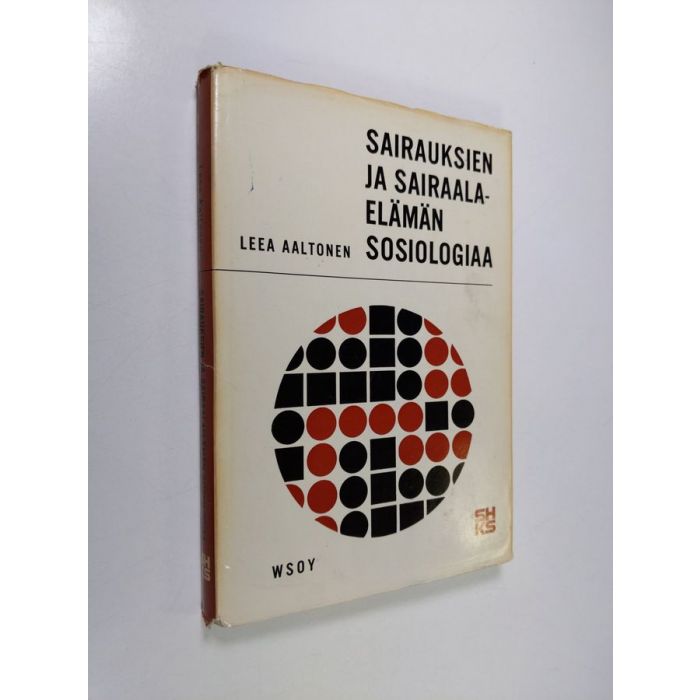 SAIRAUKSIEN
JA SAIRAALA-
ELÄMÄN
SOSIOLOGIAA
LEEA AALTONEN
SH
KS
WSOY